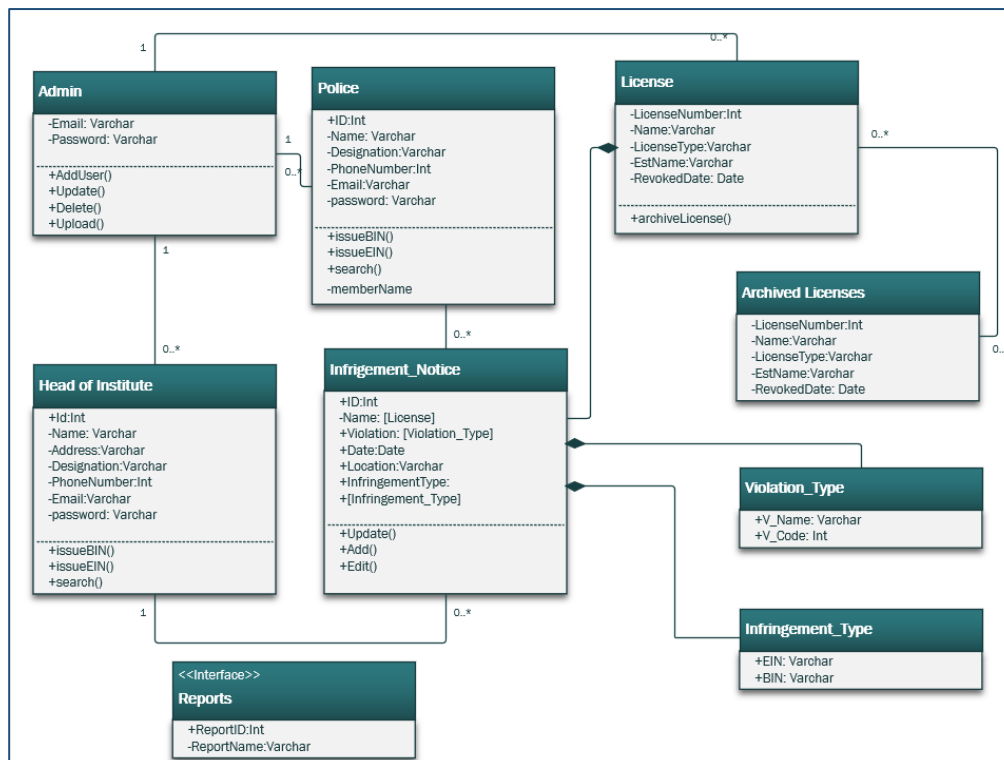 1
0..*
Admin
-Email: Varchar
-Password: Varchar
+AddUser()
+Update()
+Delete()
+Upload()
1
0..*
Police
+ID:Int
-Name: Varchar
-Designation:Varchar
-PhoneNumber:Int
-Email:Varchar
-password: Varchar
+issueBIN()
+issueEIN()
+search()
-memberName
License
-LicenseNumber:Int
-Name:Varchar
-LicenseType:Varchar
-EstName:Varchar
-RevokedDate: Date
+archiveLicense()
0..*
Archived Licenses
-LicenseNumber:Int
-Name:Varchar
-LicenseType:Varchar
-EstName:Varchar
-RevokedDate: Date
1
0..*
0..*
Head of Institute
+Id:Int
-Name: Varchar
-Address:Varchar
-Designation:Varchar
-PhoneNumber:Int
-Email:Varchar
-password: Varchar
+issueBIN()
+issueEIN()
+search()
Infrigement_Notice
+ID:Int
-Name: [License]
+Violation: [Violation_Type]
+Date:Date
+Location:Varchar
+InfringementType:
+[Infringement_Type]
+Update()
+Add()
+Edit()
Violation_Type
+V_Name: Varchar
+V_Code: Int
1
0..*
Infringement_Type
+EIN: Varchar
+BIN: Varchar
<<Interface>>
Reports
+ReportID:Int
-ReportName:Varchar